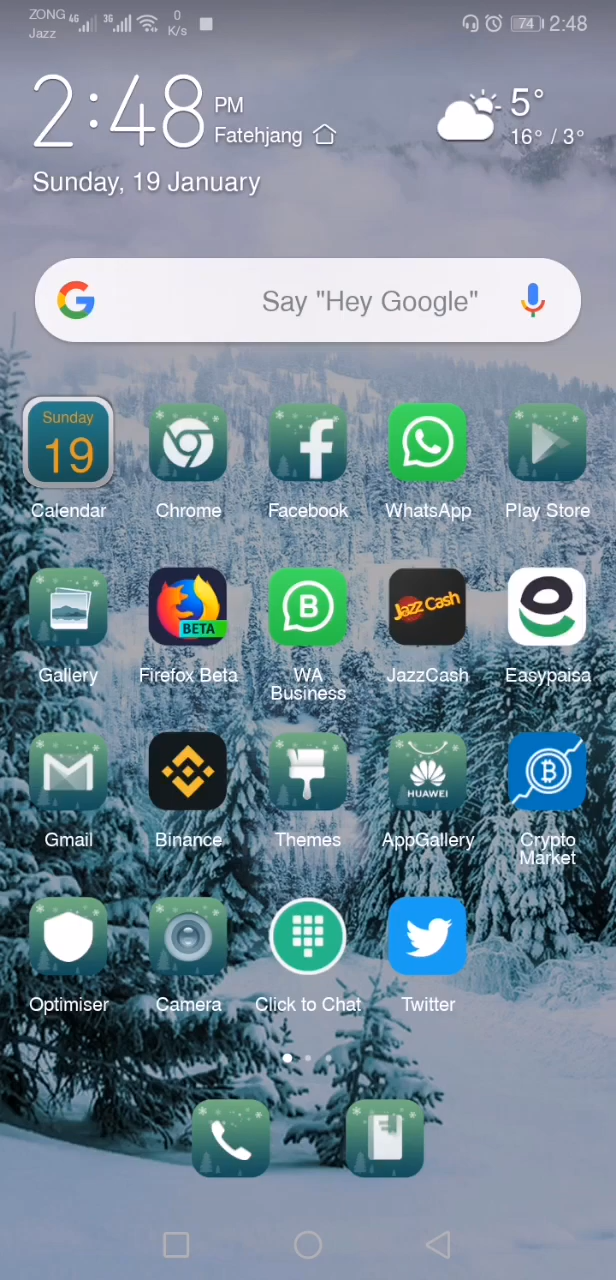 ZONG 4G 3G 0 74 2:48
Jazz K/s
2:48 PM
Fatehjang
5°
16° / 3°
Sunday, 19 January
G Say "Hey Google"
Sunday
19
Calendar Chrome Facebook WhatsApp Play Store
BETA
B
Jazz Cash
Gallery Firefox Beta WA Business JazzCash Easypaisa
HUAWEI
Gmail Binance Themes AppGallery Crypto Market
Optimiser Camera Click to Chat Twitter